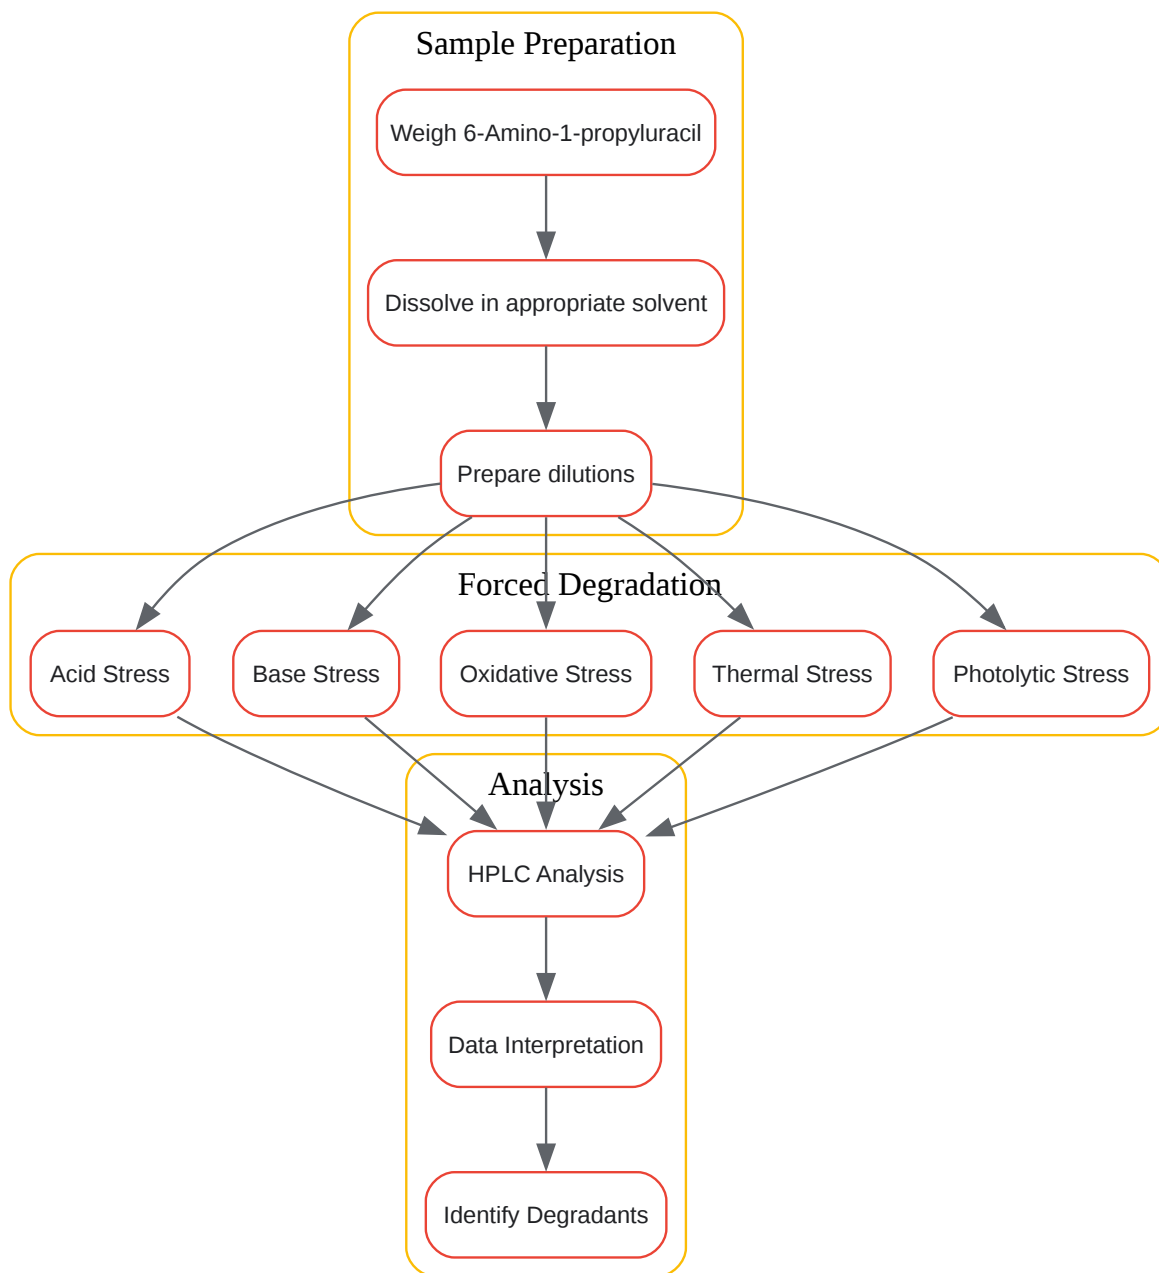 Sample Preparation
Weigh 6-Amino-1-propyluracil
Dissolve in appropriate solvent
Prepare dilutions
Forced Degradation
Acid Stress
Base Stress
Oxidative Stress
Thermal Stress
Photolytic Stress
Analysis
HPLC Analysis
Data Interpretation
Identify Degradants